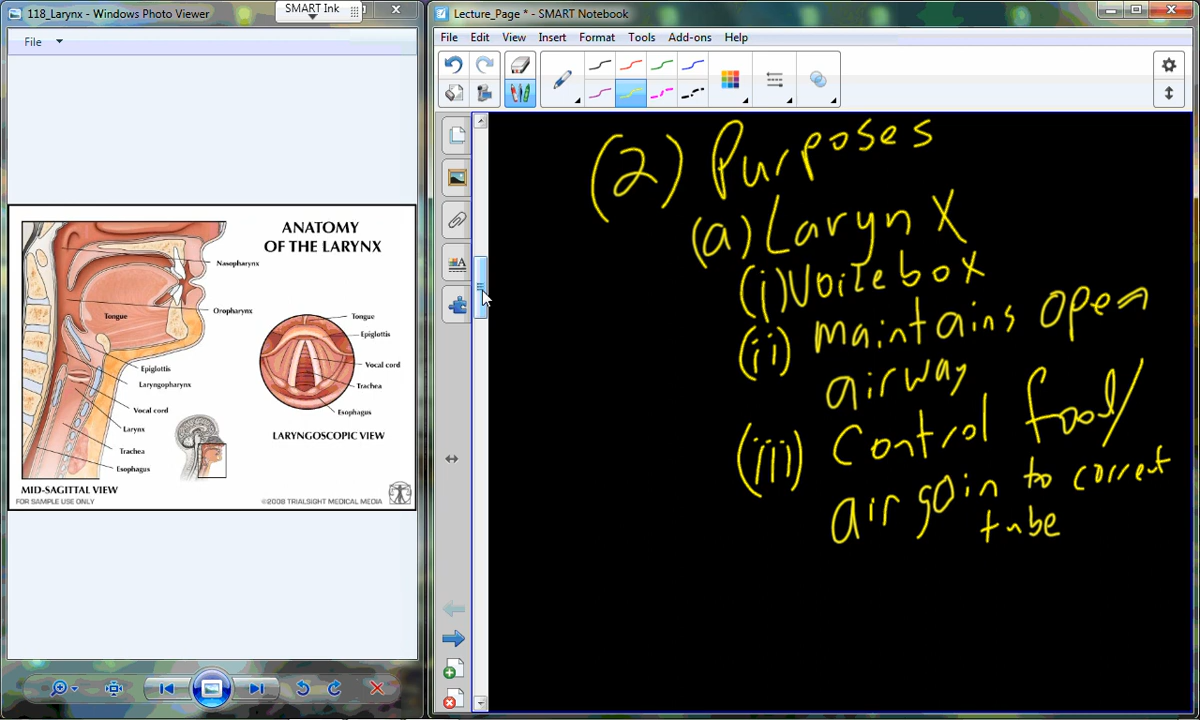 118_Larynx - Windows Photo Viewer
SMART Ink
File
ANATOMY
OF THE LARYNX
Nasopharynx
Oropharynx
Tongue
Epiglottis
Laryngopharynx
Vocal cord
Larynx
Trachea
Esophagus
MID-SAGITTAL VIEW
FOR SAMPLE USE ONLY
Tongue
Epiglottis
Vocal cord
Trachea
Esophagus
LARYNGOSCOPIC VIEW
©2008 TRIALSIGHT MEDICAL MEDIA
Lecture_Page * - SMART Notebook
File Edit View Insert Format Tools Add-ons Help
(2) Purposes
(a) Larynx
(i) Voice box
(ii) maintains open
airway
(iii) Control food/
air goin to correct
tube